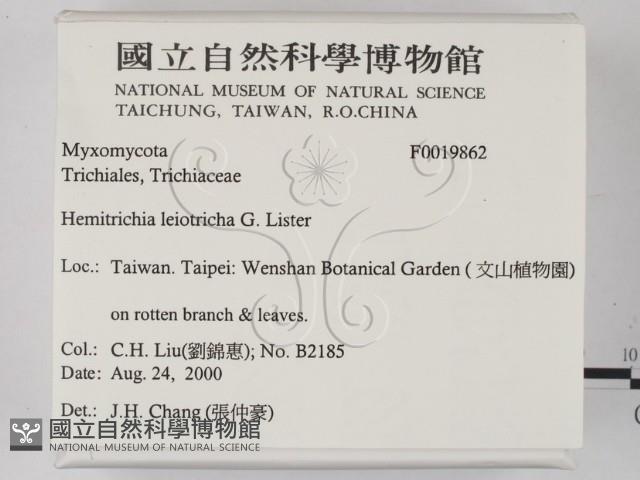 國立自然科學博物館
NATIONAL MUSEUM OF NATURAL SCIENCE
TAICHUNG, TAIWAN, R.O.CHINA
Myxomycota F0019862
Trichiales, Trichiaceae
Hemitrichia leiotricha G. Lister
Loc.: Taiwan. Taipei: Wenshan Botanical Garden ( 文山植物園)
on rotten branch & leaves.
Col.: C.H. Liu(劉錦惠); No. B2185
Date: Aug. 24, 2000
Det.: J.H. Chang (張仲豪)
10
國立自然科學博物館
NATIONAL MUSEUM OF NATURAL SCIENCE